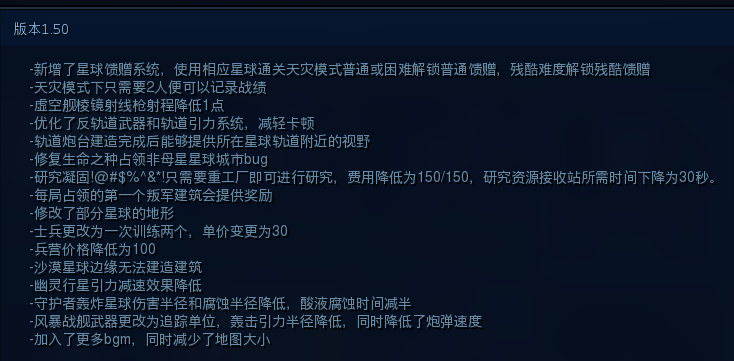 版本1.50
-新增了星球馈赠系统，使用相应星球通关天灾模式普通或困难解锁普通馈赠，残酷难度解锁残酷馈赠
-天灾模式下只需要2人便可以记录战绩
-虚空舰棱镜射线枪射程降低1点
-优化了反轨道武器和轨道引力系统，减轻卡顿
-轨道炮台建造完成后能够提供所在星球轨道附近的视野
-修复生命之种占领非母星星球城市bug
-研究凝固!@#$%^&*!只需要重工厂即可进行研究，费用降低为150/150，研究资源接收站所需时间下降为30秒。
-每局占领的第一个叛军建筑会提供奖励
-修改了部分星球的地形
-士兵更改为一次训练两个，单价变更为30
-兵营价格降低为100
-沙漠星球边缘无法建造建筑
-幽灵行星引力减速效果降低
-守护者轰炸星球伤害半径和腐蚀半径降低，酸液腐蚀时间减半
-风暴战舰武器更改为追踪单位，轰击引力半径降低，同时降低了炮弹速度
-加入了更多bgm，同时减少了地图大小